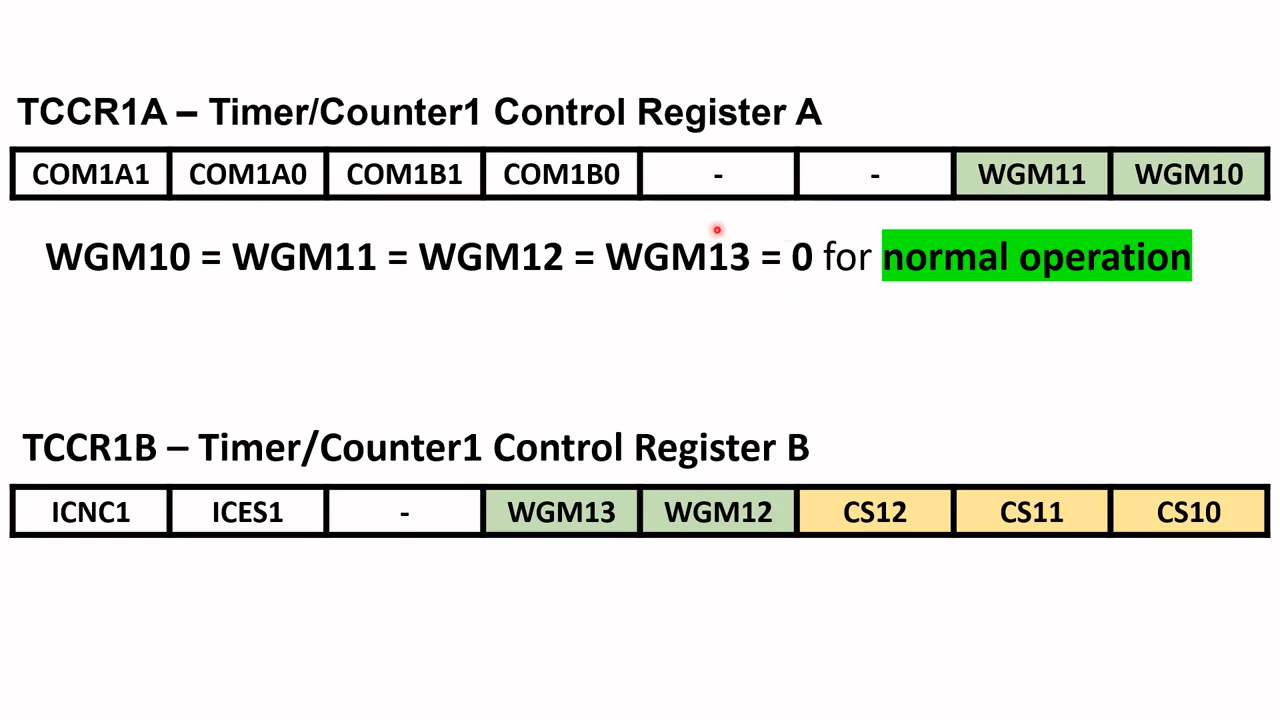 TCCR1A – Timer/Counter1 Control Register A
COM1A1 COM1A0 COM1B1 COM1B0 - - WGM11 WGM10
WGM10 = WGM11 = WGM12 = WGM13 = 0 for normal operation
TCCR1B – Timer/Counter1 Control Register B
ICNC1 ICES1 - WGM13 WGM12 CS12 CS11 CS10